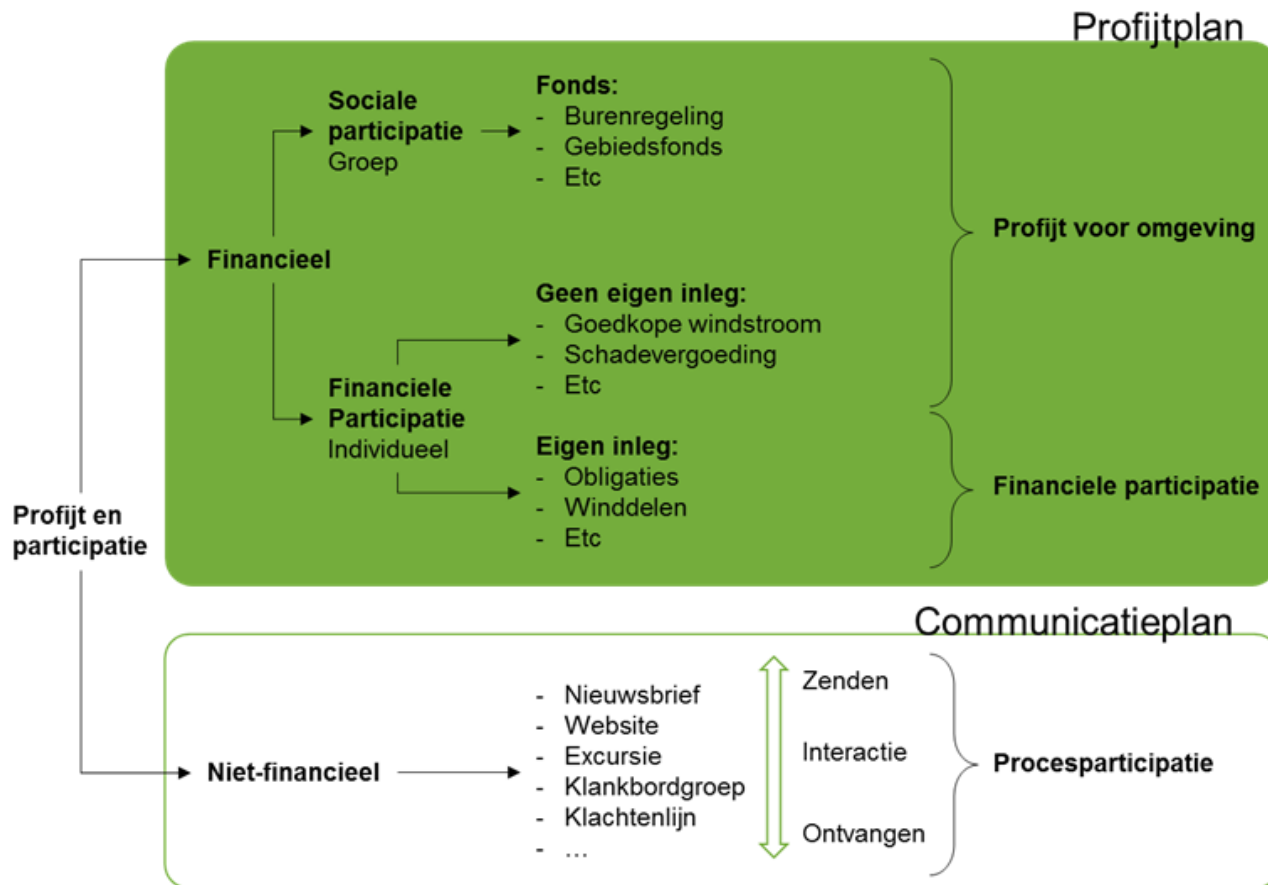 Profijtplan
Sociale
participatie
Groep
Fonds:
- Burenregeling
- Gebiedsfonds
- Etc
Profijt voor omgeving
Financieel
Geen eigen inleg:
- Goedkope windstroom
- Schadevergoeding
- Etc
Financiele
Participatie
Individueel
Eigen inleg:
- Obligaties
- Winddelen
- Etc
Financiele participatie
Profijt en
participatie
Communicatieplan
Niet-financieel
- Nieuwsbrief
- Website
- Excursie
- Klankbordgroep
- Klachtenlijn
- ...
Zenden
Interactie
Ontvangen
Procesparticipatie